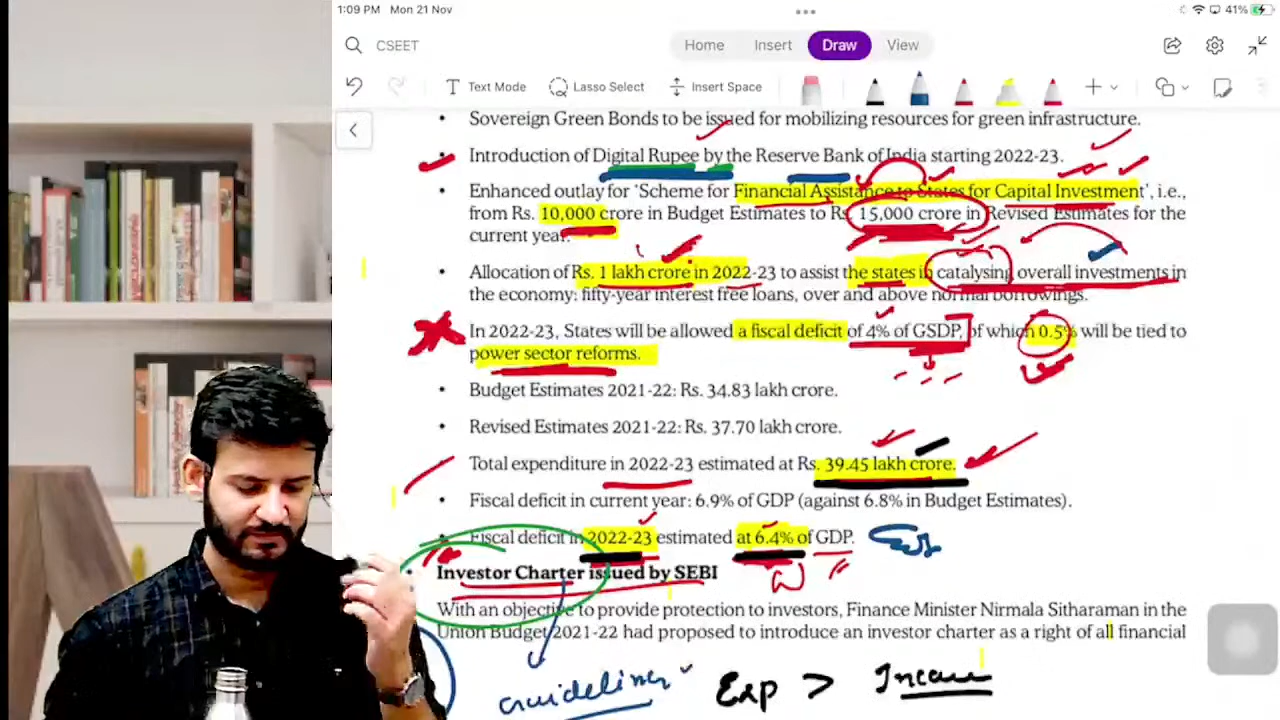 1:09 PM Mon 21 Nov
41%
CSEET
Home Insert Draw View
Text Mode Lasso Select Insert Space
• Sovereign Green Bonds to be issued for mobilizing resources for green infrastructure.
• Introduction of Digital Rupee by the Reserve Bank of India starting 2022-23.
• Enhanced outlay for ‘Scheme for Financial Assistance to States for Capital Investment’, i.e.,
from Rs. 10,000 crore in Budget Estimates to Rs. 15,000 crore in Revised Estimates for the
current year.
• Allocation of Rs. 1 lakh crore in 2022-23 to assist the states in catalysing overall investments in
the economy: fifty-year interest free loans, over and above normal borrowings.
In 2022-23, States will be allowed a fiscal deficit of 4% of GSDP, of which 0.5% will be tied to
power sector reforms.
• Budget Estimates 2021-22: Rs. 34.83 lakh crore.
• Revised Estimates 2021-22: Rs. 37.70 lakh crore.
• Total expenditure in 2022-23 estimated at Rs. 39.45 lakh crore.
• Fiscal deficit in current year: 6.9% of GDP (against 6.8% in Budget Estimates).
• Fiscal deficit in 2022-23 estimated at 6.4% of GDP.
• Investor Charter issued by SEBI
With an objective to provide protection to investors, Finance Minister Nirmala Sitharaman in the
Union Budget 2021-22 had proposed to introduce an investor charter as a right of all financial
Guidelines Exp > Income